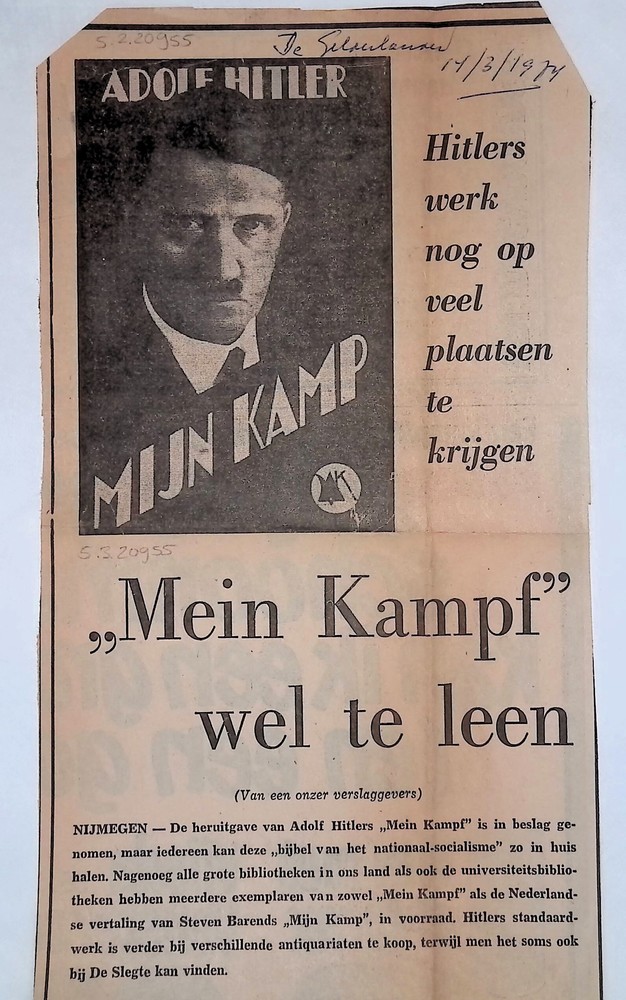 S.2.20955
De Gelderlander
14/3/1974
ADOLF HITLER
MIJN KAMP
MK
Hitlers
werk
nog op
veel
plaatsen
te
krijgen
S.3.20955
„Mein Kampf”
wel te leen
(Van een onzer verslaggevers)
NIJMEGEN — De heruitgave van Adolf Hitlers „Mein Kampf” is in beslag ge-
nomen, maar iedereen kan deze „bijbel van het nationaal-socialisme” zo in huis
halen. Nagenoeg alle grote bibliotheken in ons land als ook de universiteitsbiblio-
theken hebben meerdere exemplaren van zowel „Mein Kampf” als de Nederland-
se vertaling van Steven Barends „Mijn Kamp”, in voorraad. Hitlers standaard-
werk is verder bij verschillende antiquariaten te koop, terwijl men het soms ook
bij De Slegte kan vinden.